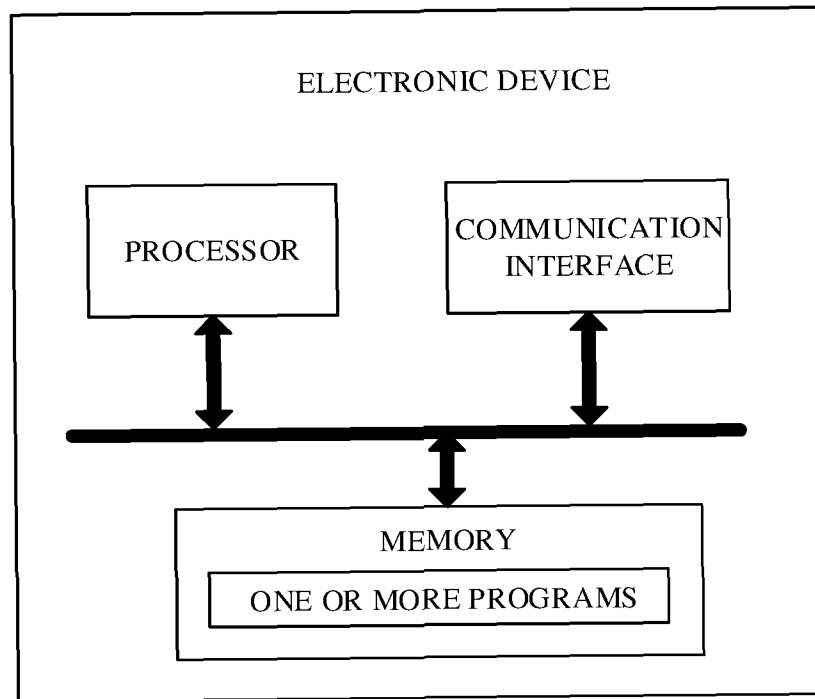 ELECTRONIC DEVICE
PROCESSOR
COMMUNICATION
INTERFACE
MEMORY
ONE OR MORE PROGRAMS